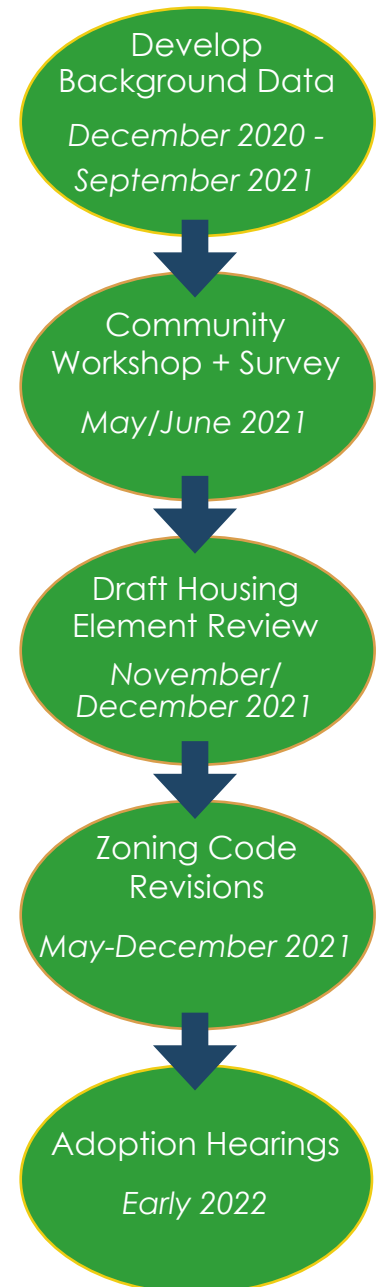 Develop
Background Data
December 2020 -
September 2021
Community
Workshop + Survey
May/June 2021
Draft Housing
Element Review
November/
December 2021
Zoning Code
Revisions
May-December 2021
Adoption Hearings
Early 2022